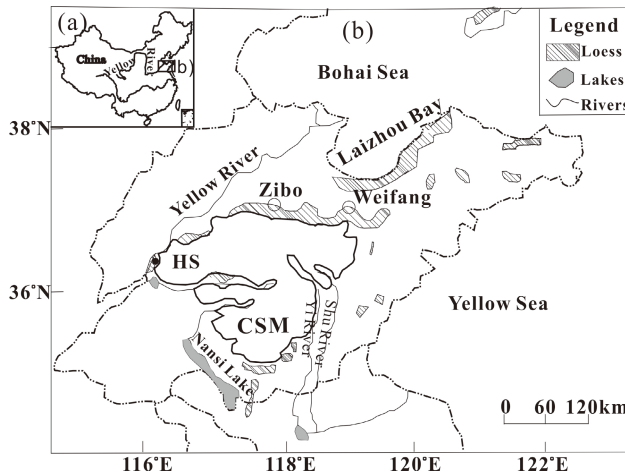 (a)
China
Yellow
River
b)
(b)
Legend
Loess
Lakes
Rivers
Bohai Sea
38°N
Laizhou Bay
Yellow River
Zibo
Weifang
HS
36°N
Yellow Sea
CSM
Yi River
Shu River
Nansi Lake
0 60 120km
116°E 118°E 120°E 122°E